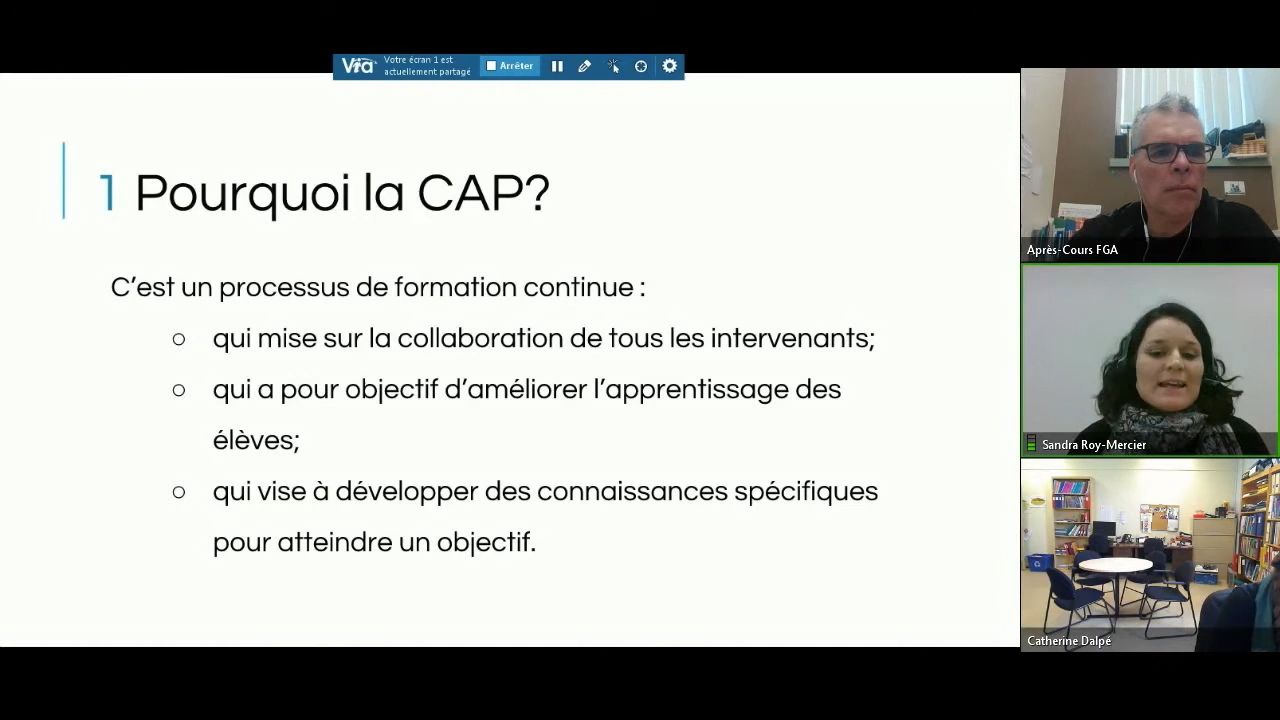 Via
Votre écran 1 est
actuellement partagé
Arrêter
1 Pourquoi la CAP?
C’est un processus de formation continue :
qui mise sur la collaboration de tous les intervenants;
qui a pour objectif d’améliorer l’apprentissage des
élèves;
qui vise à développer des connaissances spécifiques
pour atteindre un objectif.
Après-Cours FGA
Sandra Roy-Mercier
Catherine Dalpé